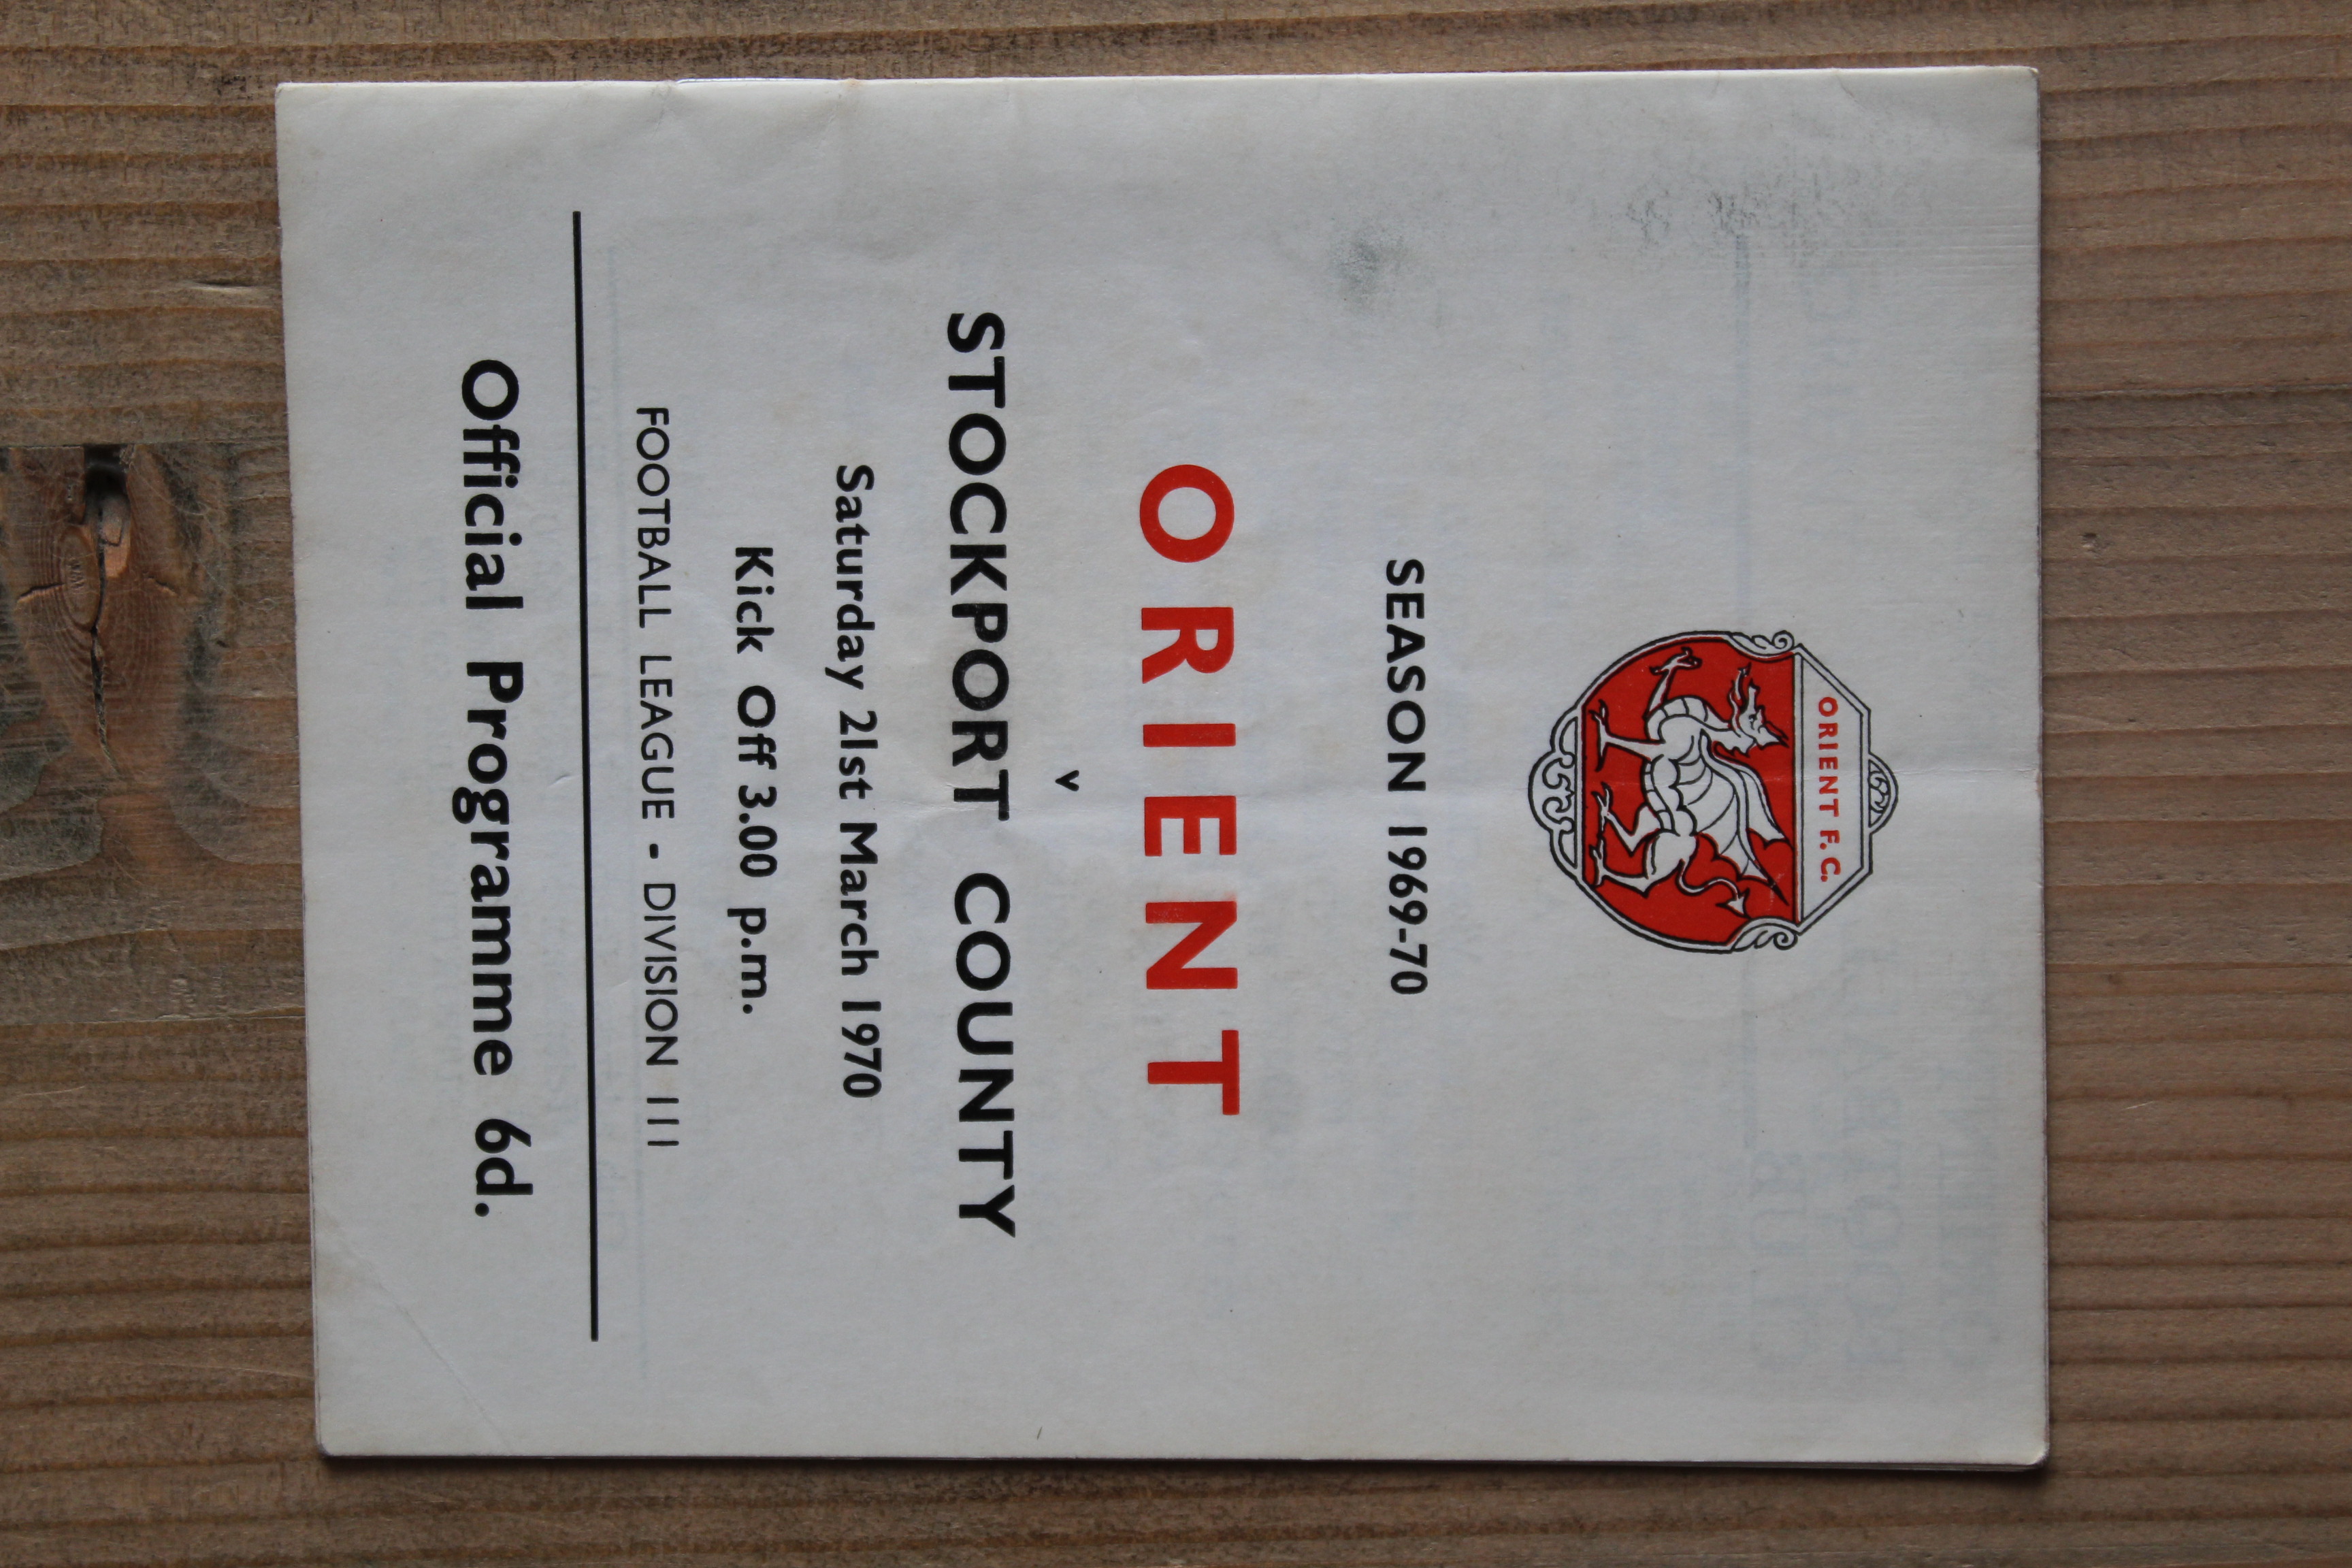 ORIENT F.C.
SEASON 1969-70
ORIENT
v
STOCKPORT COUNTY
Saturday 21st March 1970
Kick Off 3.00 p.m.
FOOTBALL LEAGUE - DIVISION III
Official Programme 6d.